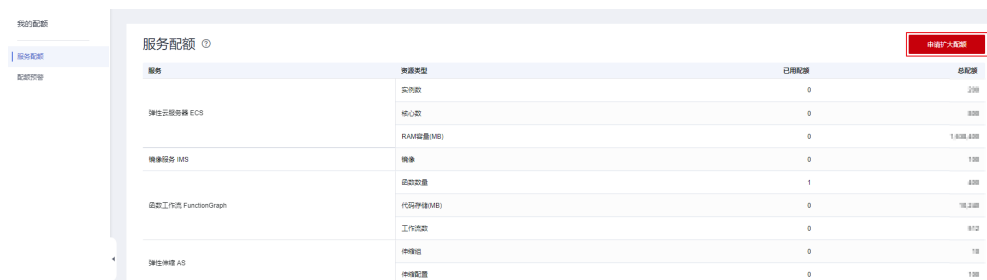 我的配额
服务配额
配额预警
服务配额
申请扩大配额
服务 资源类型 已用配额 总配额
弹性云服务器 ECS
实例数 0
核心数 0
RAM容量(MB) 0
镜像服务 IMS 镜像 0
函数工作流 FunctionGraph
函数数量 1
代码存储(MB) 0
工作流数 0
弹性伸缩 AS
伸缩组 0
伸缩配置 0